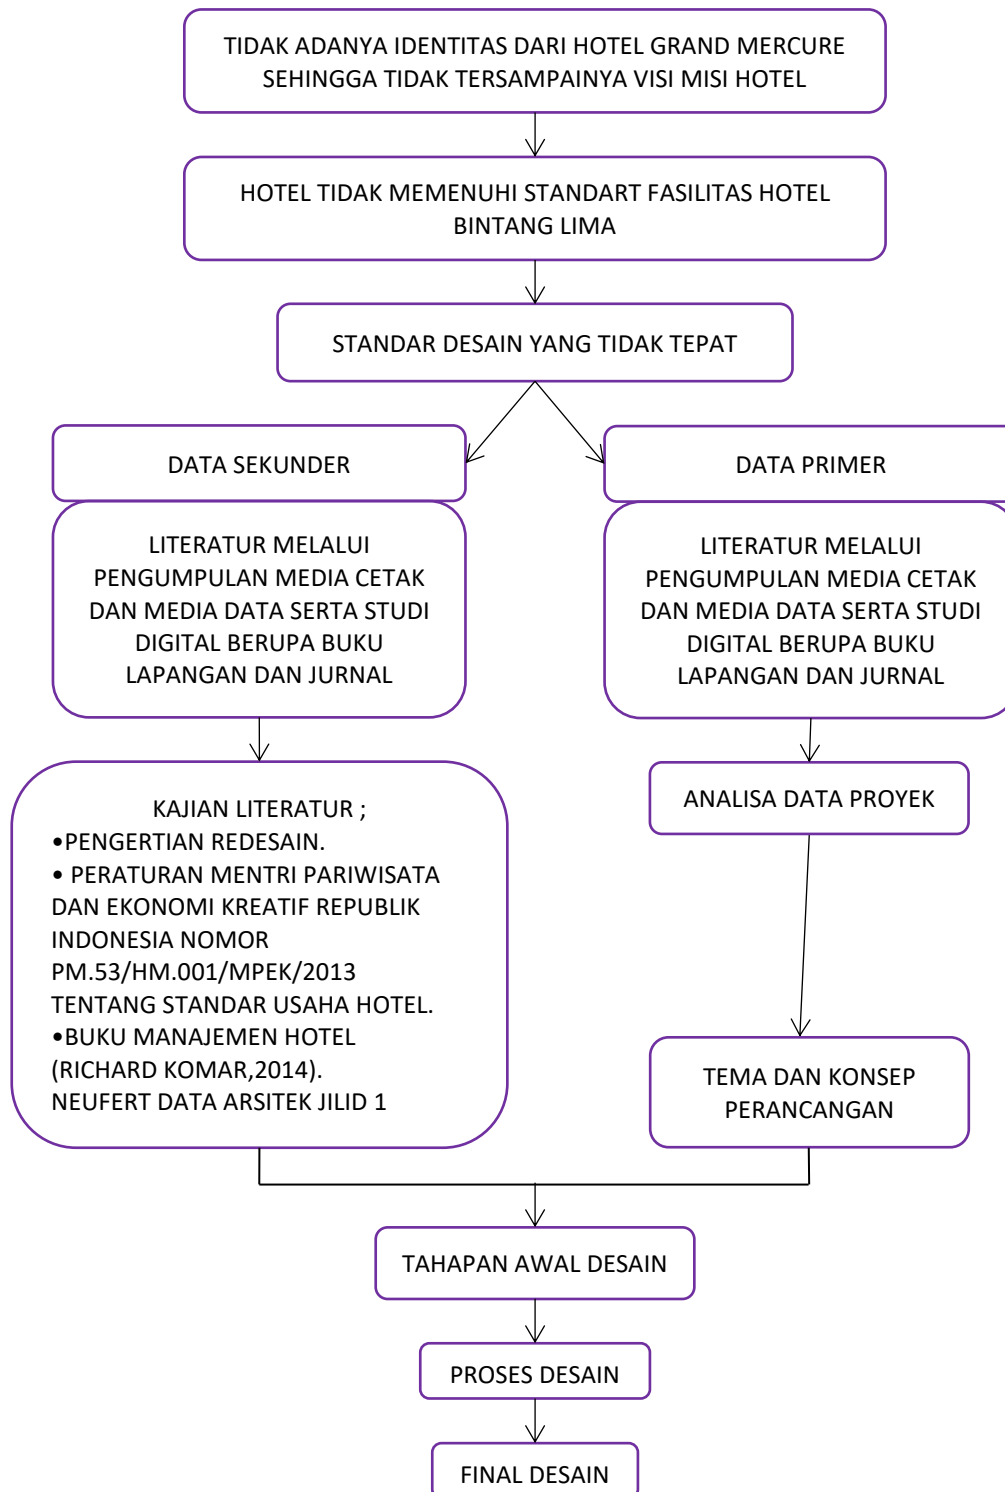 TIDAK ADANYA IDENTITAS DARI HOTEL GRAND MERCURE
SEHINGGA TIDAK TERSAMPAINYA VISI MISI HOTEL
HOTEL TIDAK MEMENUHI STANDART FASILITAS HOTEL
BINTANG LIMA
STANDAR DESAIN YANG TIDAK TEPAT
DATA SEKUNDER
LITERATUR MELALUI
PENGUMPULAN MEDIA CETAK
DAN MEDIA DATA SERTA STUDI
DIGITAL BERUPA BUKU
LAPANGAN DAN JURNAL
DATA PRIMER
LITERATUR MELALUI
PENGUMPULAN MEDIA CETAK
DAN MEDIA DATA SERTA STUDI
DIGITAL BERUPA BUKU
LAPANGAN DAN JURNAL
KAJIAN LITERATUR ;
•PENGERTIAN REDESAIN.
• PERATURAN MENTRI PARIWISATA
DAN EKONOMI KREATIF REPUBLIK
INDONESIA NOMOR
PM.53/HM.001/MPEK/2013
TENTANG STANDAR USAHA HOTEL.
•BUKU MANAJEMEN HOTEL
(RICHARD KOMAR,2014).
NEUFERT DATA ARSITEK JILID 1
ANALISA DATA PROYEK
TEMA DAN KONSEP
PERANCANGAN
TAHAPAN AWAL DESAIN
PROSES DESAIN
FINAL DESAIN